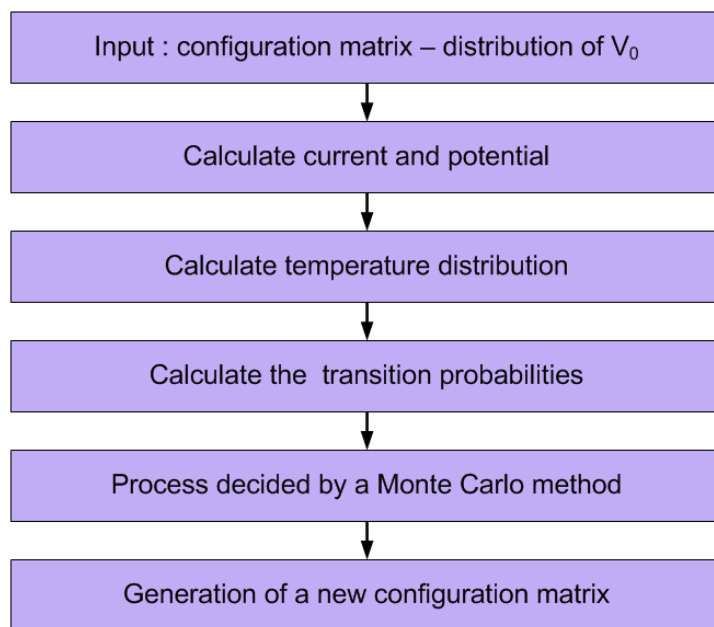 Input : configuration matrix – distribution of V₀
Calculate current and potential
Calculate temperature distribution
Calculate the  transition probabilities
Process decided by a Monte Carlo method
Generation of a new configuration matrix